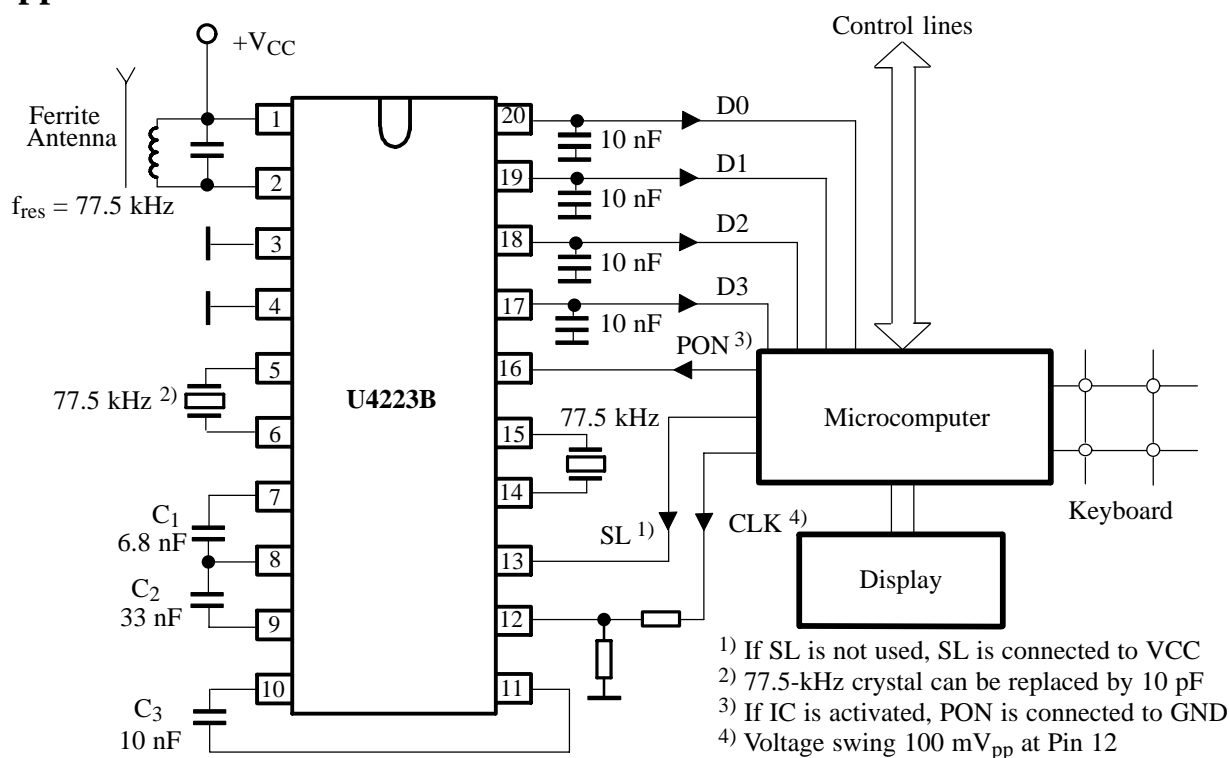 +VCC
Control lines
Ferrite
Antenna
fres = 77.5 kHz
1
2
3
4
5
6
7
8
9
10
20
19
18
17
16
15
14
13
12
11
U4223B
D0
10 nF
D1
10 nF
D2
10 nF
D3
10 nF
PON 3)
77.5 kHz 2)
77.5 kHz
Microcomputer
Keyboard
C1
6.8 nF
C2
33 nF
C3
10 nF
SL 1)
CLK 4)
Display
1) If SL is not used, SL is connected to VCC
2) 77.5-kHz crystal can be replaced by 10 pF
3) If IC is activated, PON is connected to GND
4) Voltage swing 100 mVpp at Pin 12